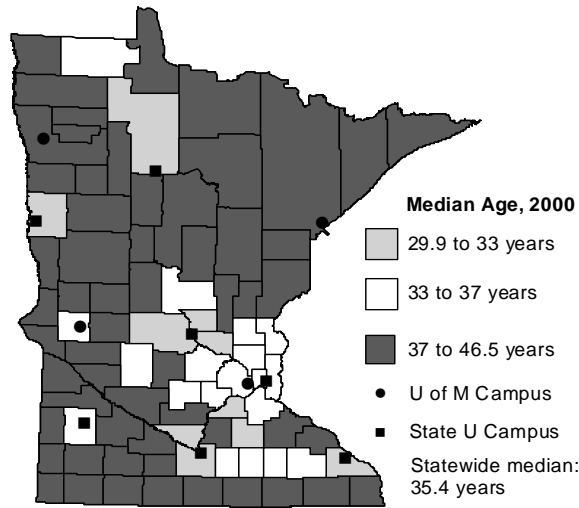 Median Age, 2000
29.9 to 33 years
33 to 37 years
37 to 46.5 years
U of M Campus
State U Campus
Statewide median:
35.4 years